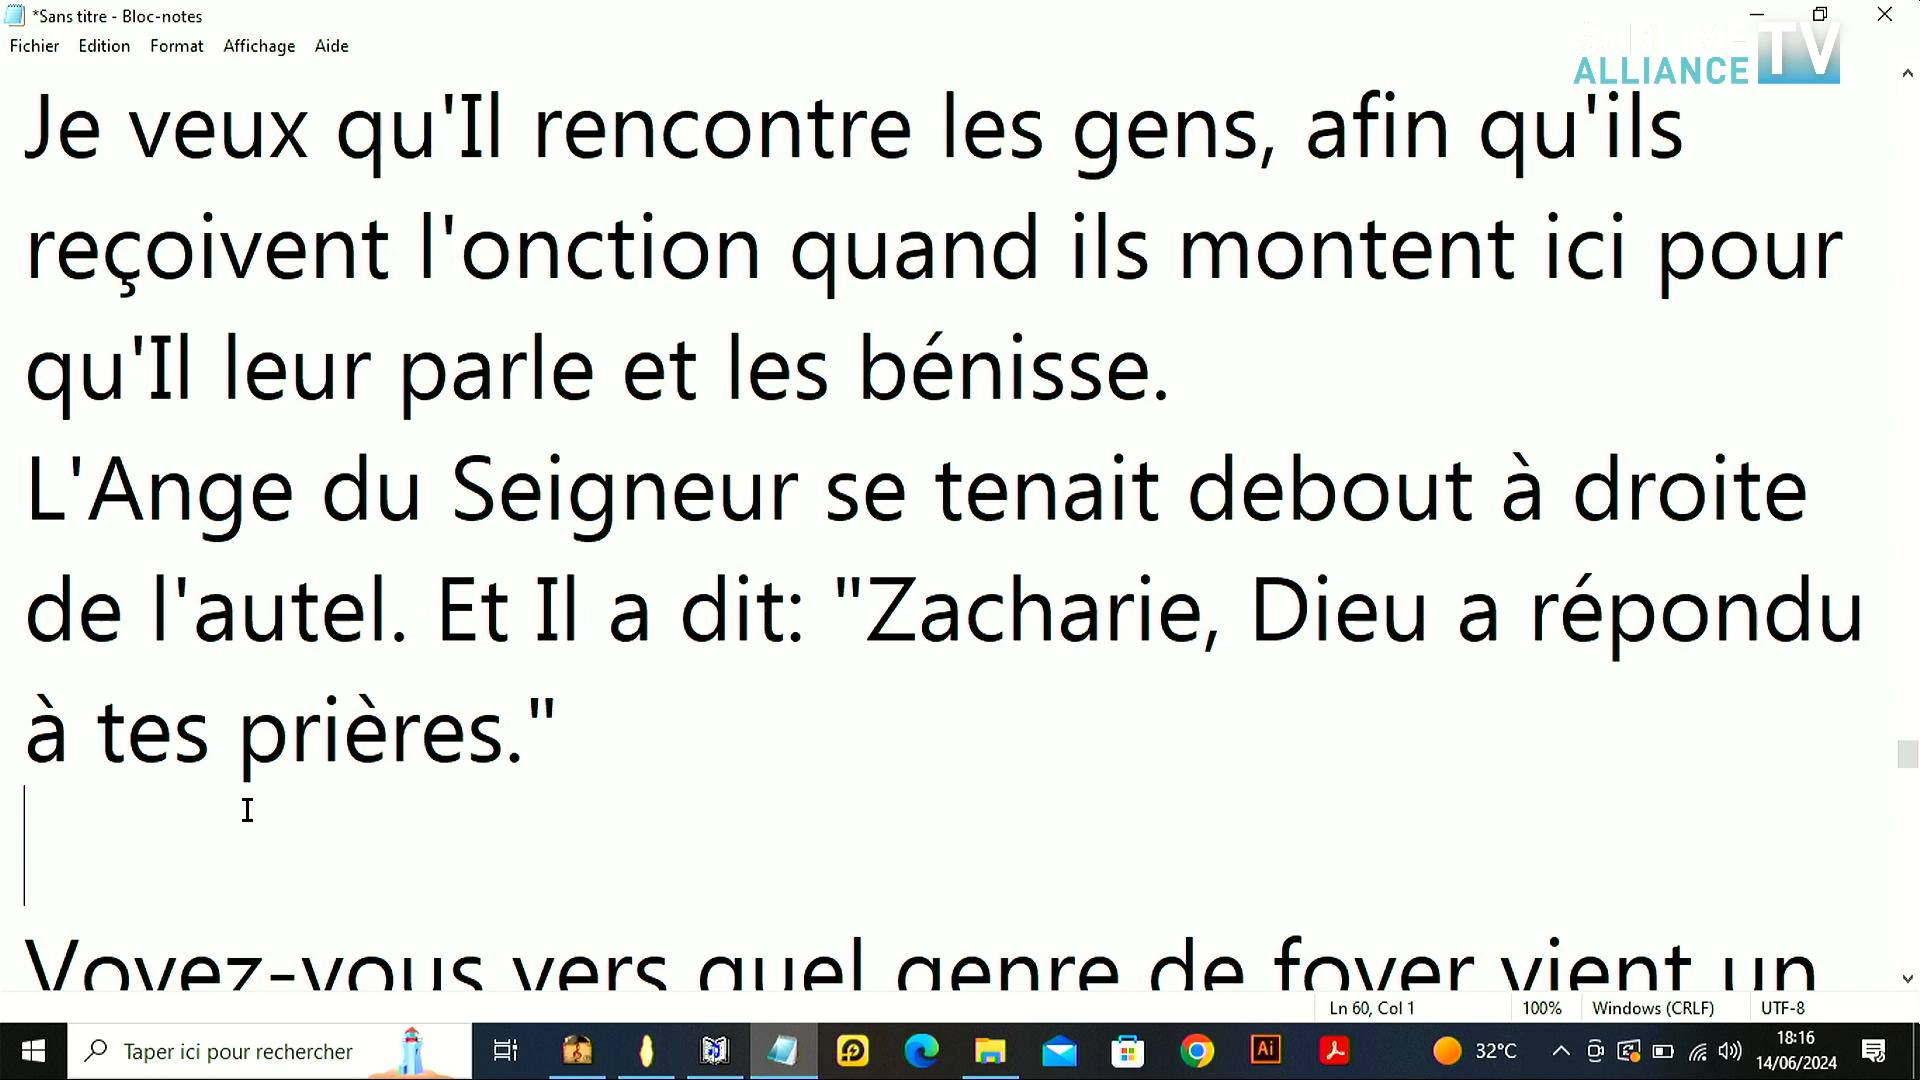 *Sans titre - Bloc-notes
Fichier Edition Format Affichage Aide
ALLIANCE TV
Je veux qu'Il rencontre les gens, afin qu'ils
reçoivent l'onction quand ils montent ici pour
qu'Il leur parle et les bénisse.
L'Ange du Seigneur se tenait debout à droite
de l'autel. Et Il a dit: "Zacharie, Dieu a répondu
à tes prières."
Voyez-vous vers quel genre de foyer vient un
Ln 60, Col 1 100% Windows (CRLF) UTF-8
Taper ici pour rechercher
Ai
32°C
18:16
14/06/2024